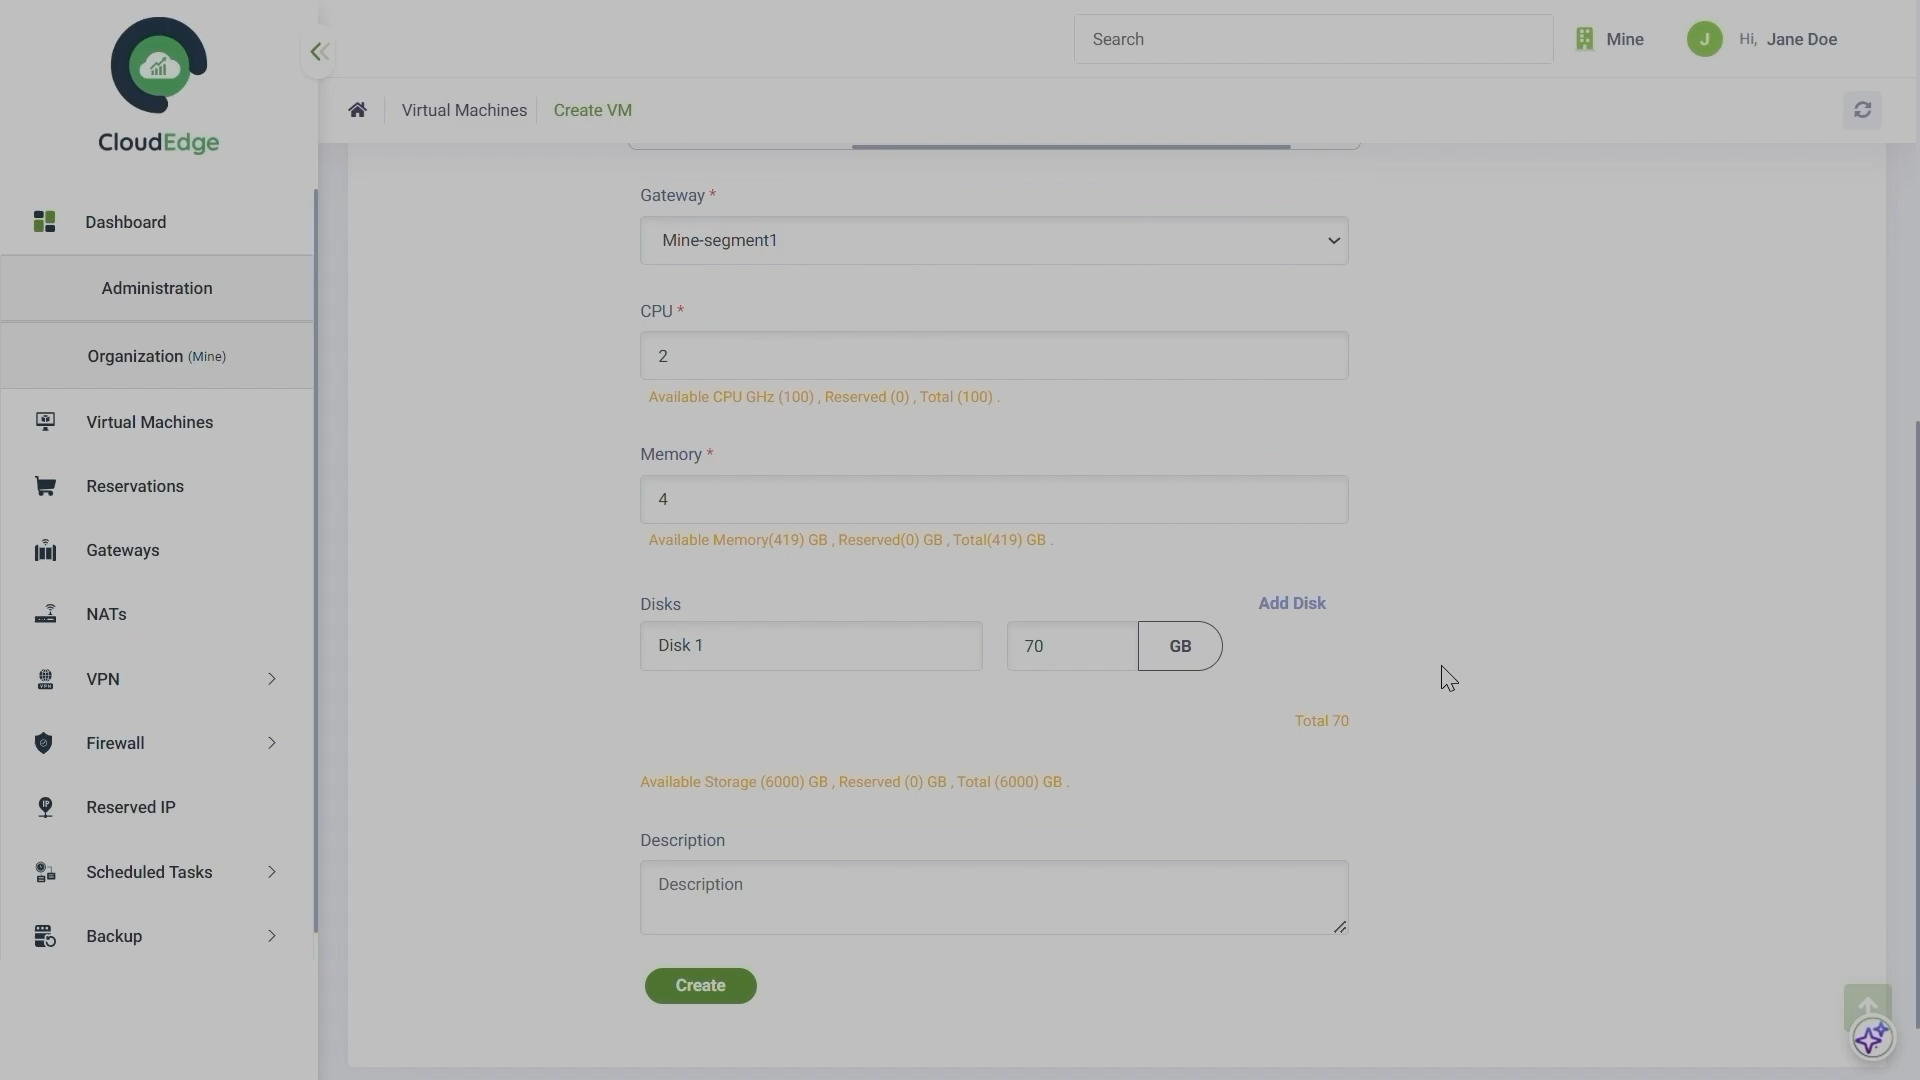 Search
Mine
J
Hi, Jane Doe
CloudEdge
Virtual Machines
Create VM
Dashboard
Administration
Organization (Mine)
Virtual Machines
Reservations
Gateways
NATs
VPN
Firewall
Reserved IP
Scheduled Tasks
Backup
Gateway *
Mine-segment1
CPU *
2
Available CPU GHz (100) , Reserved (0) , Total (100) .
Memory *
4
Available Memory(419) GB , Reserved(0) GB , Total(419) GB .
Disks
Add Disk
Disk 1
70
GB
Total 70
Available Storage (6000) GB , Reserved (0) GB , Total (6000) GB .
Description
Description
Create